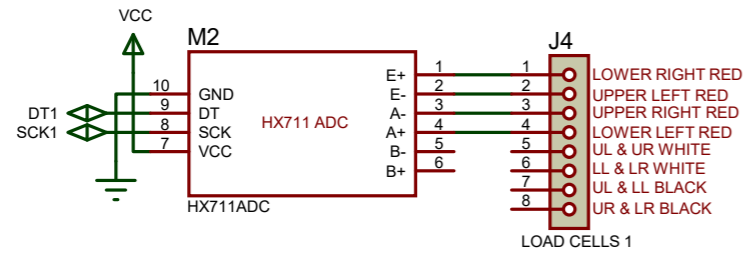 VCC
M2
J4
E+ 1 1 LOWER RIGHT RED
10 GND E- 2 2 UPPER LEFT RED
DT1 9 DT HX711 ADC A- 3 3 UPPER RIGHT RED
SCK1 8 SCK A+ 4 4 LOWER LEFT RED
7 VCC B- 5 5 UL & UR WHITE
B+ 6 6 LL & LR WHITE
7 UL & LL BLACK
HX711ADC 8 UR & LR BLACK
LOAD CELLS 1